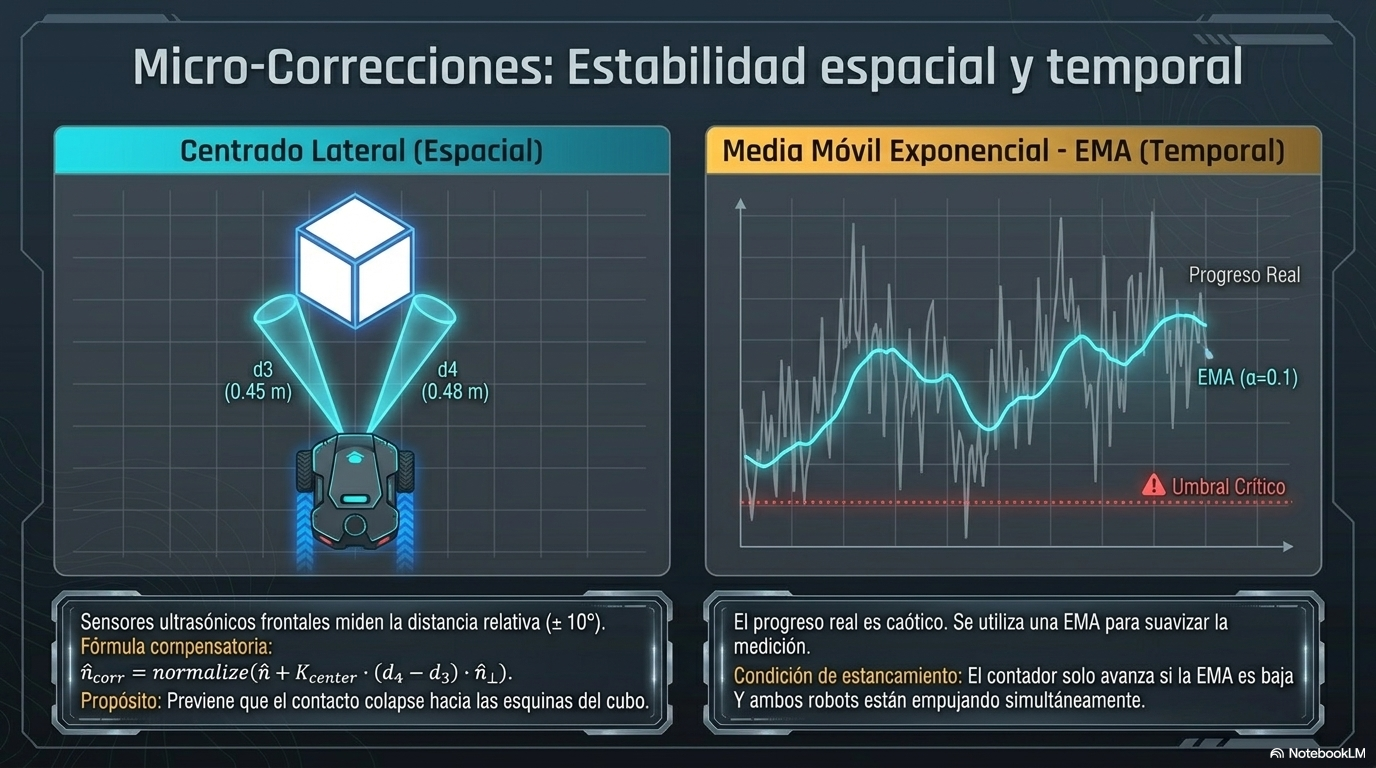 Micro-Correcciones: Estabilidad espacial y temporal
Centrado Lateral (Espacial)
d3
(0.45 m)
d4
(0.48 m)
Sensores ultrasónicos frontales miden la distancia relativa (± 10°).
Fórmula compensatoria:
n̂_corr = normalize(n̂ + K_center · (d₄ − d₃) · n̂_⊥).
Propósito: Previene que el contacto colapse hacia las esquinas del cubo.
Media Móvil Exponencial - EMA (Temporal)
Progreso Real
EMA (α=0.1)
Umbral Crítico
El progreso real es caótico. Se utiliza una EMA para suavizar la
medición.
Condición de estancamiento: El contador solo avanza si la EMA es baja
Y ambos robots están empujando simultáneamente.
NotebookLM